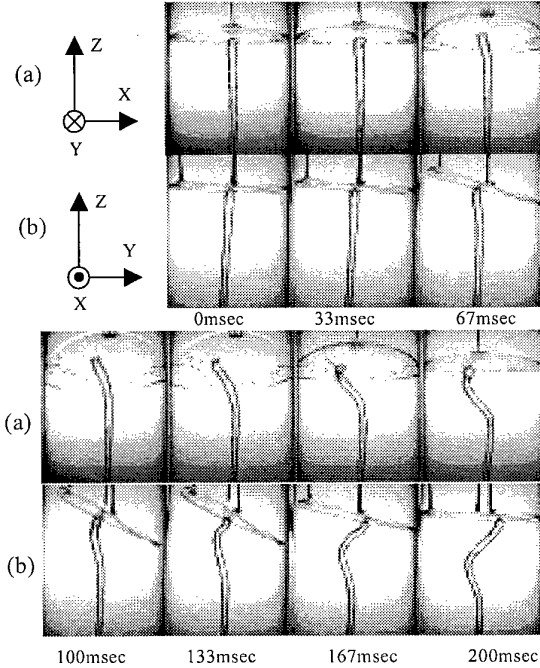 Z
(a)
X
Y
Z
(b)
Y
X
0msec 33msec 67msec
(a)
(b)
100msec 133msec 167msec 200msec